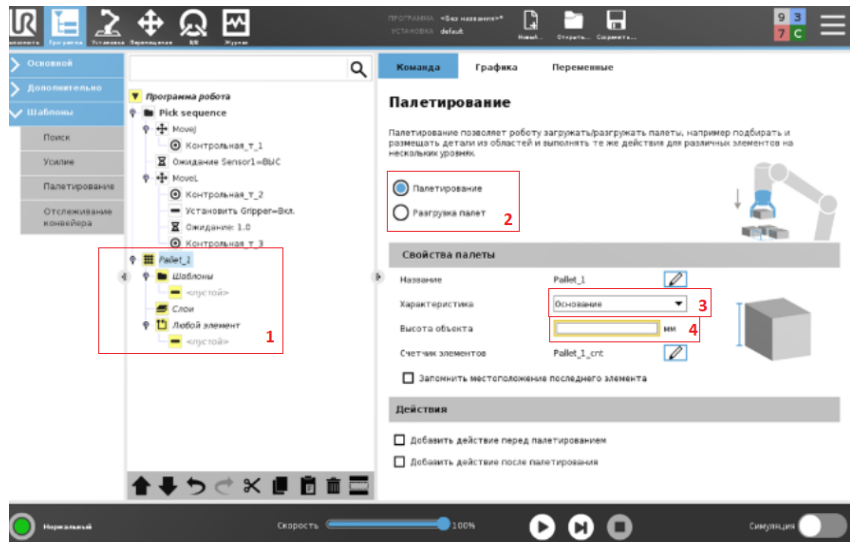 UR
Программа
Установка
Перемещение
В/В
Журнал
ПРОГРАММА <Без названия>*
УСТАНОВКА default
Новый...
Открыть...
Сохранить...
9 3
7 C
Основной
Дополнительно
Шаблоны
Поиск
Усилие
Палетирование
Отслеживание
конвейера
Программа робота
Pick sequence
MoveJ
Контрольная_т_1
Ожидание Sensor1=ВЫС
MoveL
Контрольная_т_2
Установить Gripper=Вкл.
Ожидание: 1.0
Контрольная_т_3
Pallet_1
Шаблоны
<пустой>
Слои
Любой элемент
<пустой>
1
Команда
Графика
Переменные
Палетирование
Палетирование позволяет роботу загружать/разгружать палеты, например подбирать и
размещать детали из областей и выполнять те же действия для различных элементов на
нескольких уровнях.
Палетирование
Разгрузка палет
2
Свойства палеты
Название Pallet_1
Характеристика Основание
3
Высота объекта мм
4
Счетчик элементов Pallet_1_cnt
Запомнить местоположение последнего элемента
Действия
Добавить действие перед палетированием
Добавить действие после палетирования
Нормальный
Скорость 100%
Симуляция